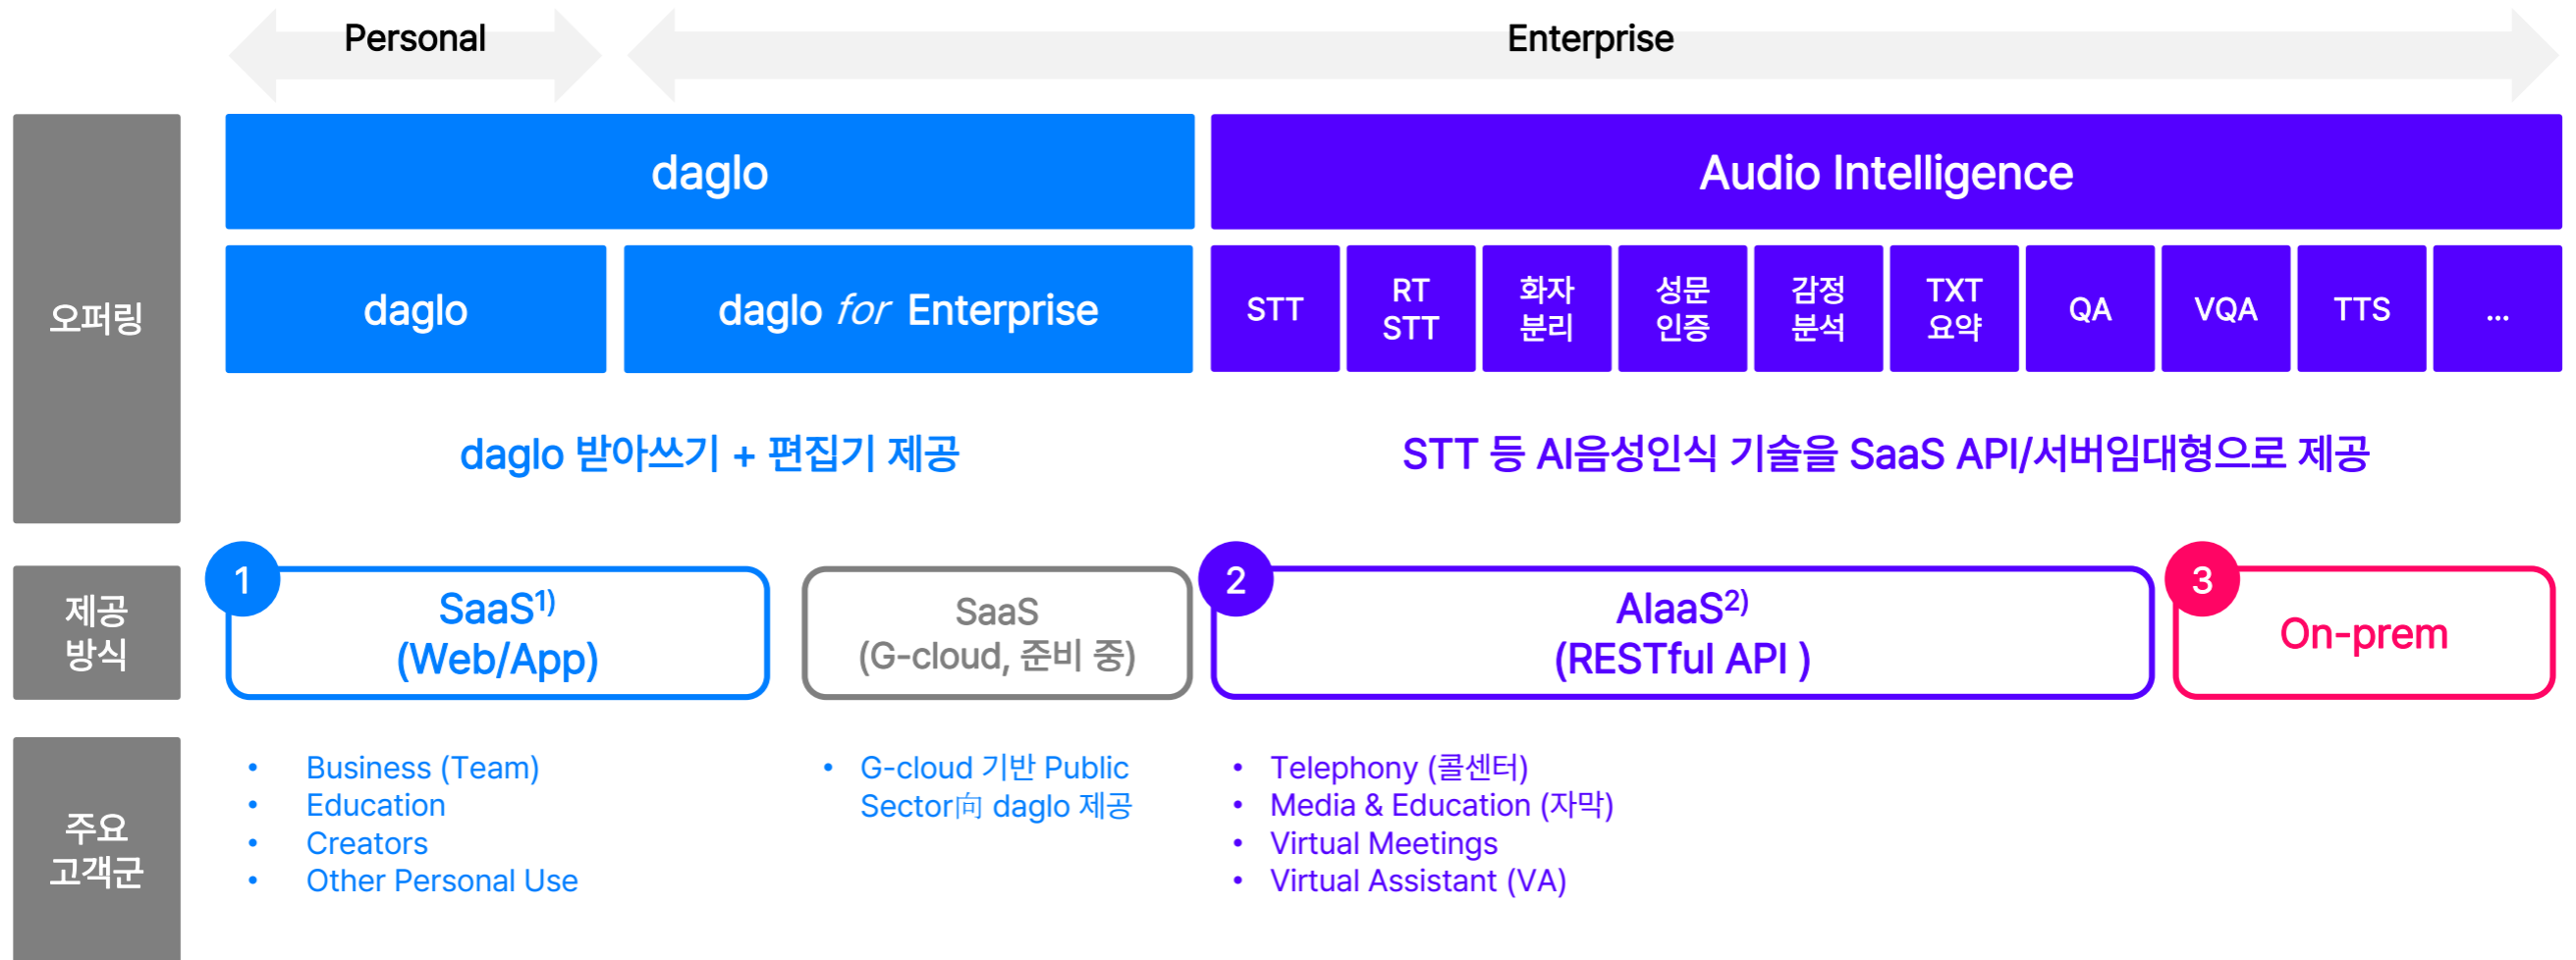 Personal
Enterprise
오퍼링
daglo
Audio Intelligence
daglo
daglo for Enterprise
STT
RT
STT
화자
분리
성문
인증
감정
분석
TXT
요약
QA
VQA
TTS
...
daglo 받아쓰기 + 편집기 제공
STT 등 AI음성인식 기술을 SaaS API/서버임대형으로 제공
제공
방식
1
SaaS1)
(Web/App)
SaaS
(G-cloud, 준비 중)
2
AIaaS2)
(RESTful API )
3
On-prem
주요
고객군
• Business (Team)
• Education
• Creators
• Other Personal Use
• G-cloud 기반 Public
Sector向 daglo 제공
• Telephony (콜센터)
• Media & Education (자막)
• Virtual Meetings
• Virtual Assistant (VA)